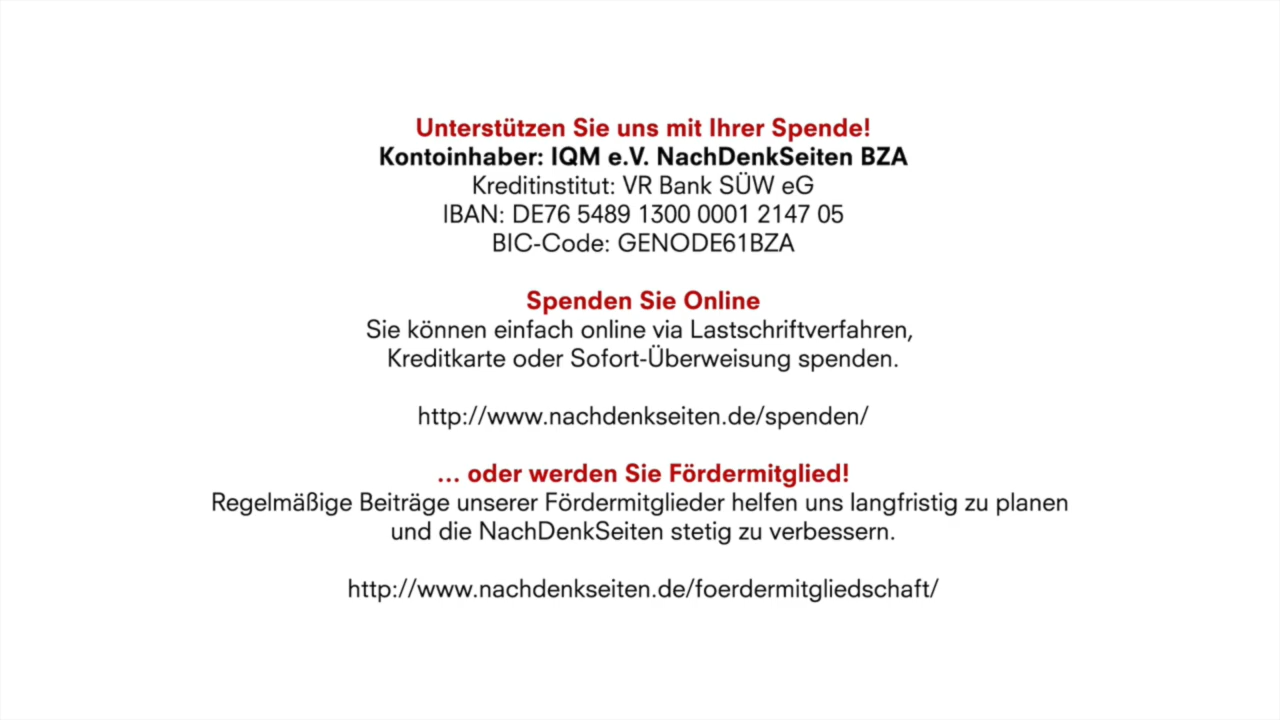 Unterstützen Sie uns mit Ihrer Spende!
Kontoinhaber: IQM e.V. NachDenkSeiten BZA
Kreditinstitut: VR Bank SÜW eG
IBAN: DE76 5489 1300 0001 2147 05
BIC-Code: GENODE61BZA
Spenden Sie Online
Sie können einfach online via Lastschriftverfahren,
Kreditkarte oder Sofort-Überweisung spenden.
http://www.nachdenkseiten.de/spenden/
... oder werden Sie Fördermitglied!
Regelmäßige Beiträge unserer Fördermitglieder helfen uns langfristig zu planen
und die NachDenkSeiten stetig zu verbessern.
http://www.nachdenkseiten.de/foerdermitgliedschaft/